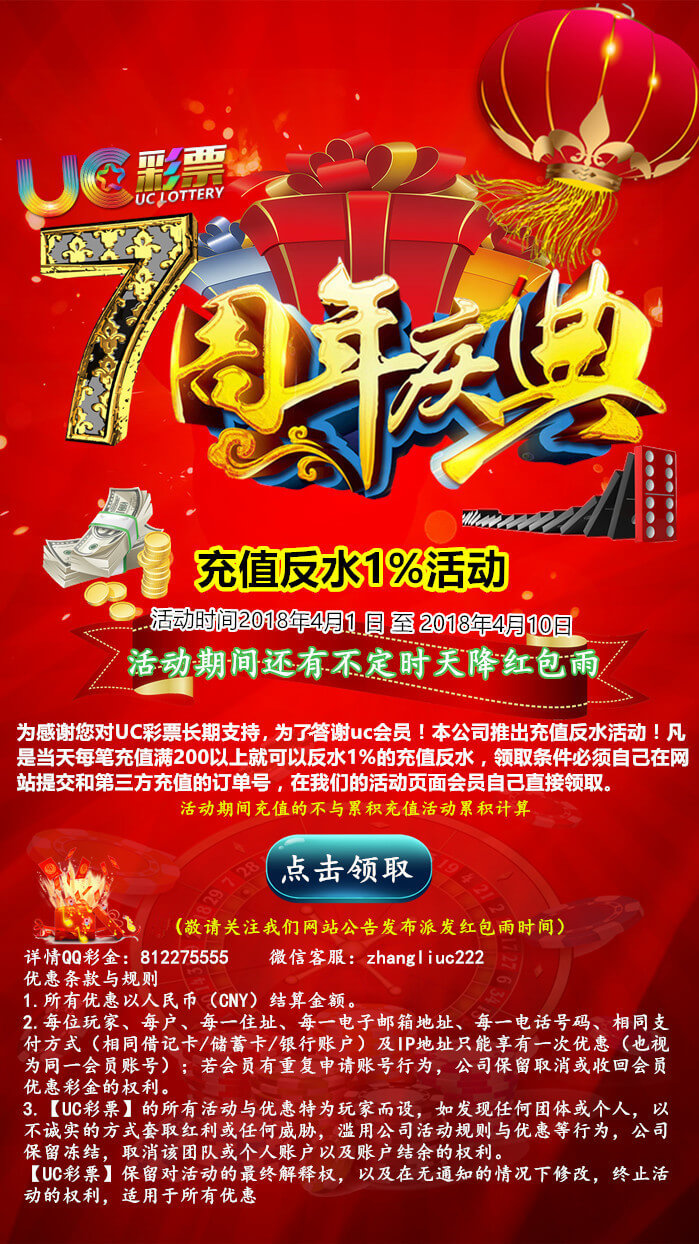 UC彩票
UC LOTTERY
7周年庆典
充值反水1%活动
活动时间2018年4月1 日 至 2018年4月10日
活动期间还有不定时天降红包雨
为感谢您对UC彩票长期支持，为了答谢uc会员！本公司推出充值反水活动！凡
是当天每笔充值满200以上就可以反水1%的充值反水，领取条件必须自己在网
站提交和第三方充值的订单号，在我们的活动页面会员自己直接领取。
活动期间充值的不与累积充值活动累积计算
点击领取
（敬请关注我们网站公告发布派发红包雨时间）
详情QQ彩金：812275555 微信客服：zhangliuc222
优惠条款与规则
1.所有优惠以人民币（CNY）结算金额。
2.每位玩家、每户、每一住址、每一电子邮箱地址、每一电话号码、相同支
付方式（相同借记卡/储蓄卡/银行账户）及IP地址只能享有一次优惠（也视
为同一会员账号）；若会员有重复申请账号行为，公司保留取消或收回会员
优惠彩金的权利。
3.【UC彩票】的所有活动与优惠特为玩家而设，如发现任何团体或个人，以
不诚实的方式套取红利或任何威胁，滥用公司活动规则与优惠等行为，公司
保留冻结，取消该团队或个人账户以及账户结余的权利。
【UC彩票】保留对活动的最终解释权，以及在无通知的情况下修改，终止活
动的权利，适用于所有优惠